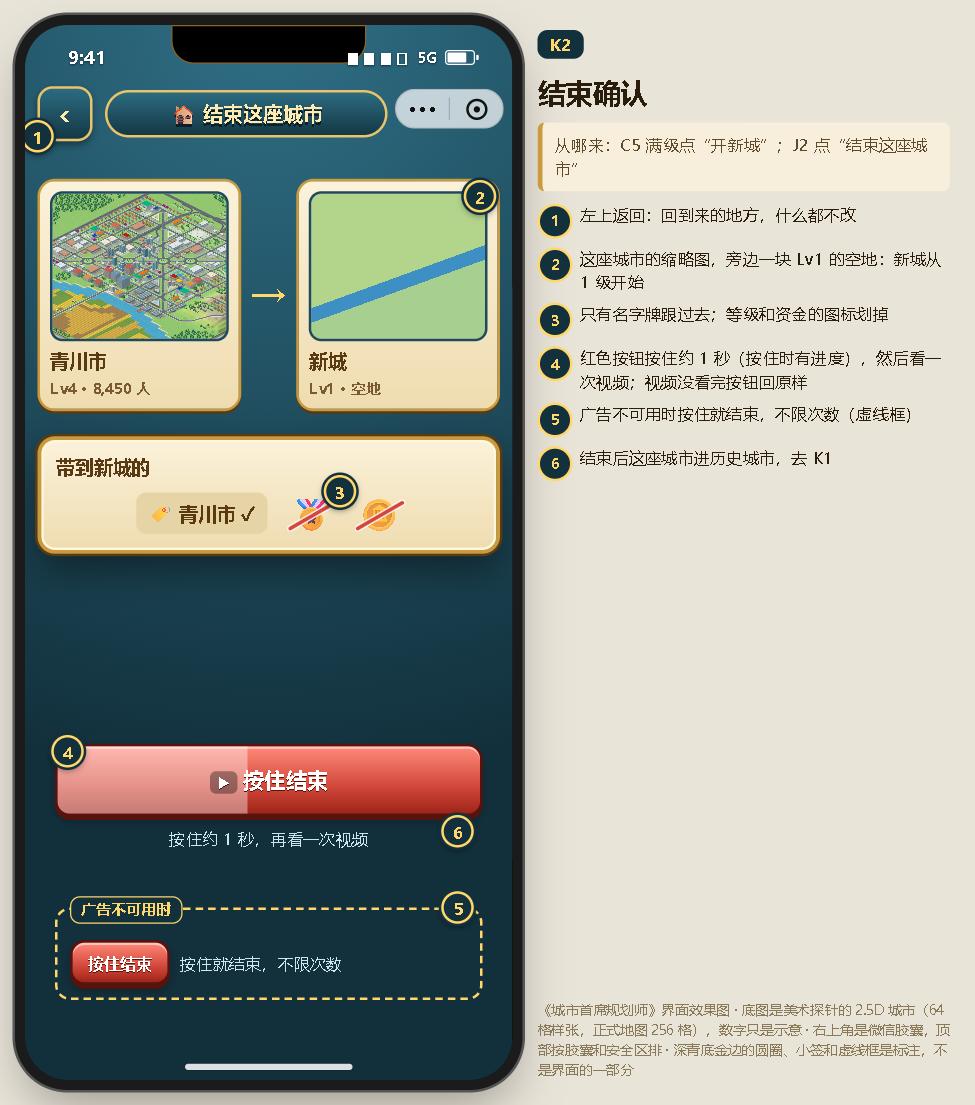 9:41
5G
结束这座城市
1
2
青川市
Lv4 · 8,450 人
→
新城
Lv1 · 空地
带到新城的
青川市 ✓
3
4
按住结束
按住约 1 秒，再看一次视频
6
广告不可用时
5
按住结束
按住就结束，不限次数
K2
结束确认
从哪来：C5 满级点“开新城”；J2 点“结束这座城
市”
1 左上返回：回到来的地方，什么都不改
2 这座城市的缩略图，旁边一块 Lv1 的空地：新城从
1 级开始
3 只有名字牌跟过去；等级和资金的图标划掉
4 红色按钮按住约 1 秒（按住时有进度），然后看一
次视频；视频没看完按钮回原样
5 广告不可用时按住就结束，不限次数（虚线框）
6 结束后这座城市进历史城市，去 K1
《城市首席规划师》界面效果图 · 底图是美术探针的 2.5D 城市（64
格样张，正式地图 256 格），数字只是示意 · 右上角是微信胶囊，顶
部按胶囊和安全区排 · 深青底金边的圆圈、小签和虚线框是标注，不
是界面的一部分